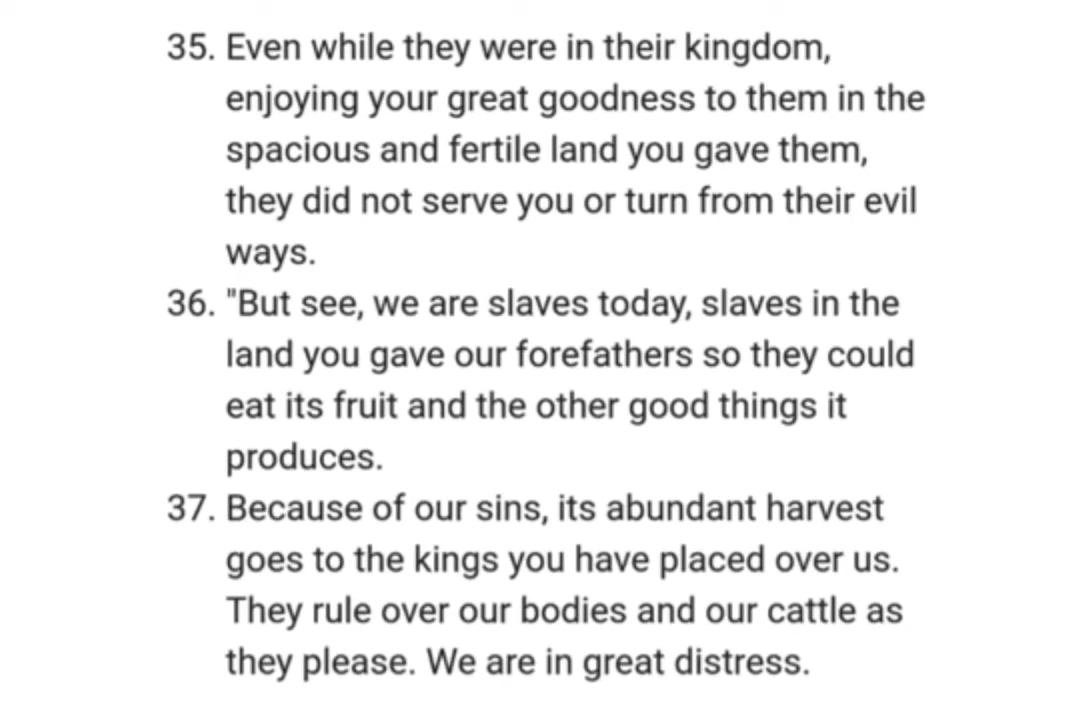 35. Even while they were in their kingdom,
enjoying your great goodness to them in the
spacious and fertile land you gave them,
they did not serve you or turn from their evil
ways.
36. "But see, we are slaves today, slaves in the
land you gave our forefathers so they could
eat its fruit and the other good things it
produces.
37. Because of our sins, its abundant harvest
goes to the kings you have placed over us.
They rule over our bodies and our cattle as
they please. We are in great distress.